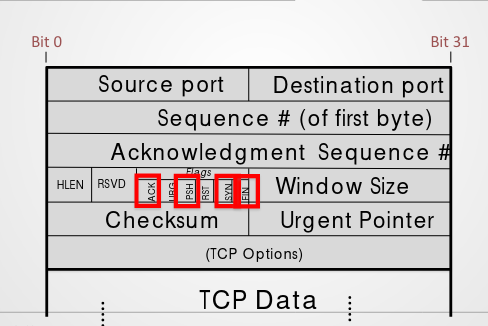 Bit 0 Bit 31
Source port Destination port
Sequence # (of first byte)
Acknowledgment Sequence #
Flags
HLEN RSVD ACK URG PSH RST SYN FIN Window Size
Checksum Urgent Pointer
(TCP Options)
TCP Data